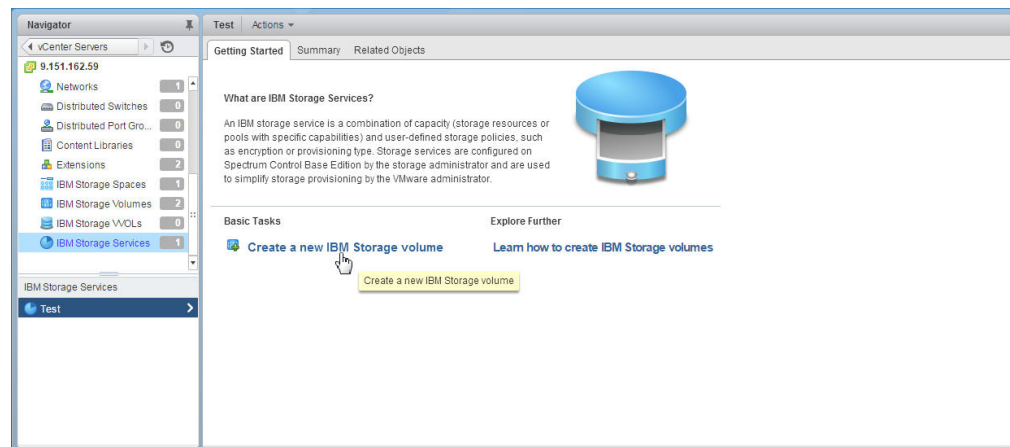 Navigator
vCenter Servers
9.151.162.59
Networks 1
Distributed Switches 0
Distributed Port Gro... 0
Content Libraries 0
Extensions 2
IBM Storage Spaces 1
IBM Storage Volumes 2
IBM Storage VVOLs 0
IBM Storage Services 1
IBM Storage Services
Test
Test Actions
Getting Started Summary Related Objects
What are IBM Storage Services?
An IBM storage service is a combination of capacity (storage resources or
pools with specific capabilities) and user-defined storage policies, such
as encryption or provisioning type. Storage services are configured on
Spectrum Control Base Edition by the storage administrator and are used
to simplify storage provisioning by the VMware administrator.
Basic Tasks Explore Further
Create a new IBM Storage volume Learn how to create IBM Storage volumes
Create a new IBM Storage volume